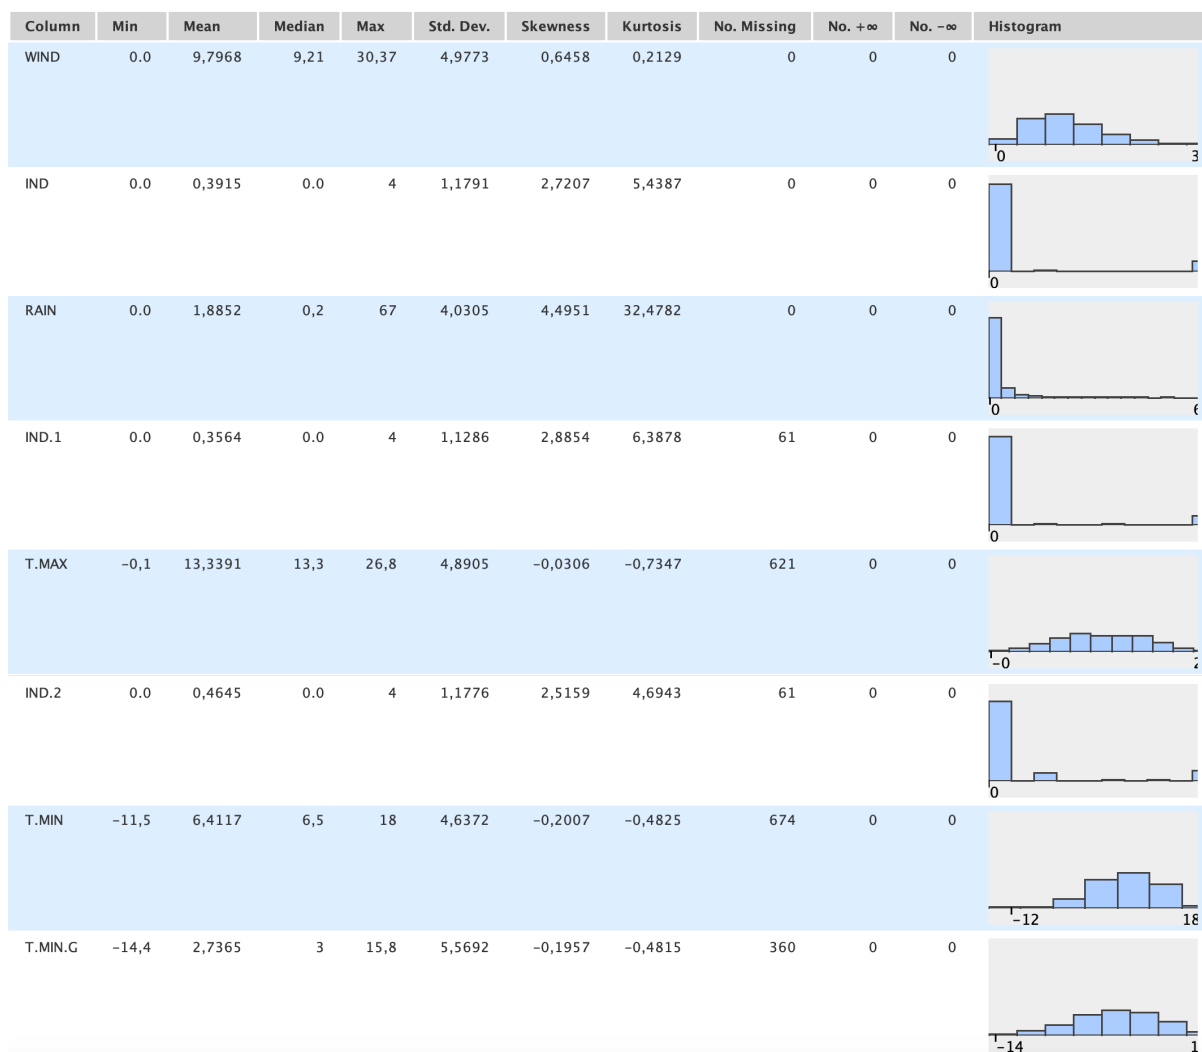 Column Min Mean Median Max Std. Dev. Skewness Kurtosis No. Missing No. +∞ No. −∞ Histogram
WIND 0.0 9,7968 9,21 30,37 4,9773 0,6458 0,2129 0 0 0
0 3
IND 0.0 0,3915 0.0 4 1,1791 2,7207 5,4387 0 0 0
0
RAIN 0.0 1,8852 0,2 67 4,0305 4,4951 32,4782 0 0 0
0 6
IND.1 0.0 0,3564 0.0 4 1,1286 2,8854 6,3878 61 0 0
0
T.MAX −0,1 13,3391 13,3 26,8 4,8905 −0,0306 −0,7347 621 0 0
−0 2
IND.2 0.0 0,4645 0.0 4 1,1776 2,5159 4,6943 61 0 0
0
T.MIN −11,5 6,4117 6,5 18 4,6372 −0,2007 −0,4825 674 0 0
−12 18
T.MIN.G −14,4 2,7365 3 15,8 5,5692 −0,1957 −0,4815 360 0 0
−14 1